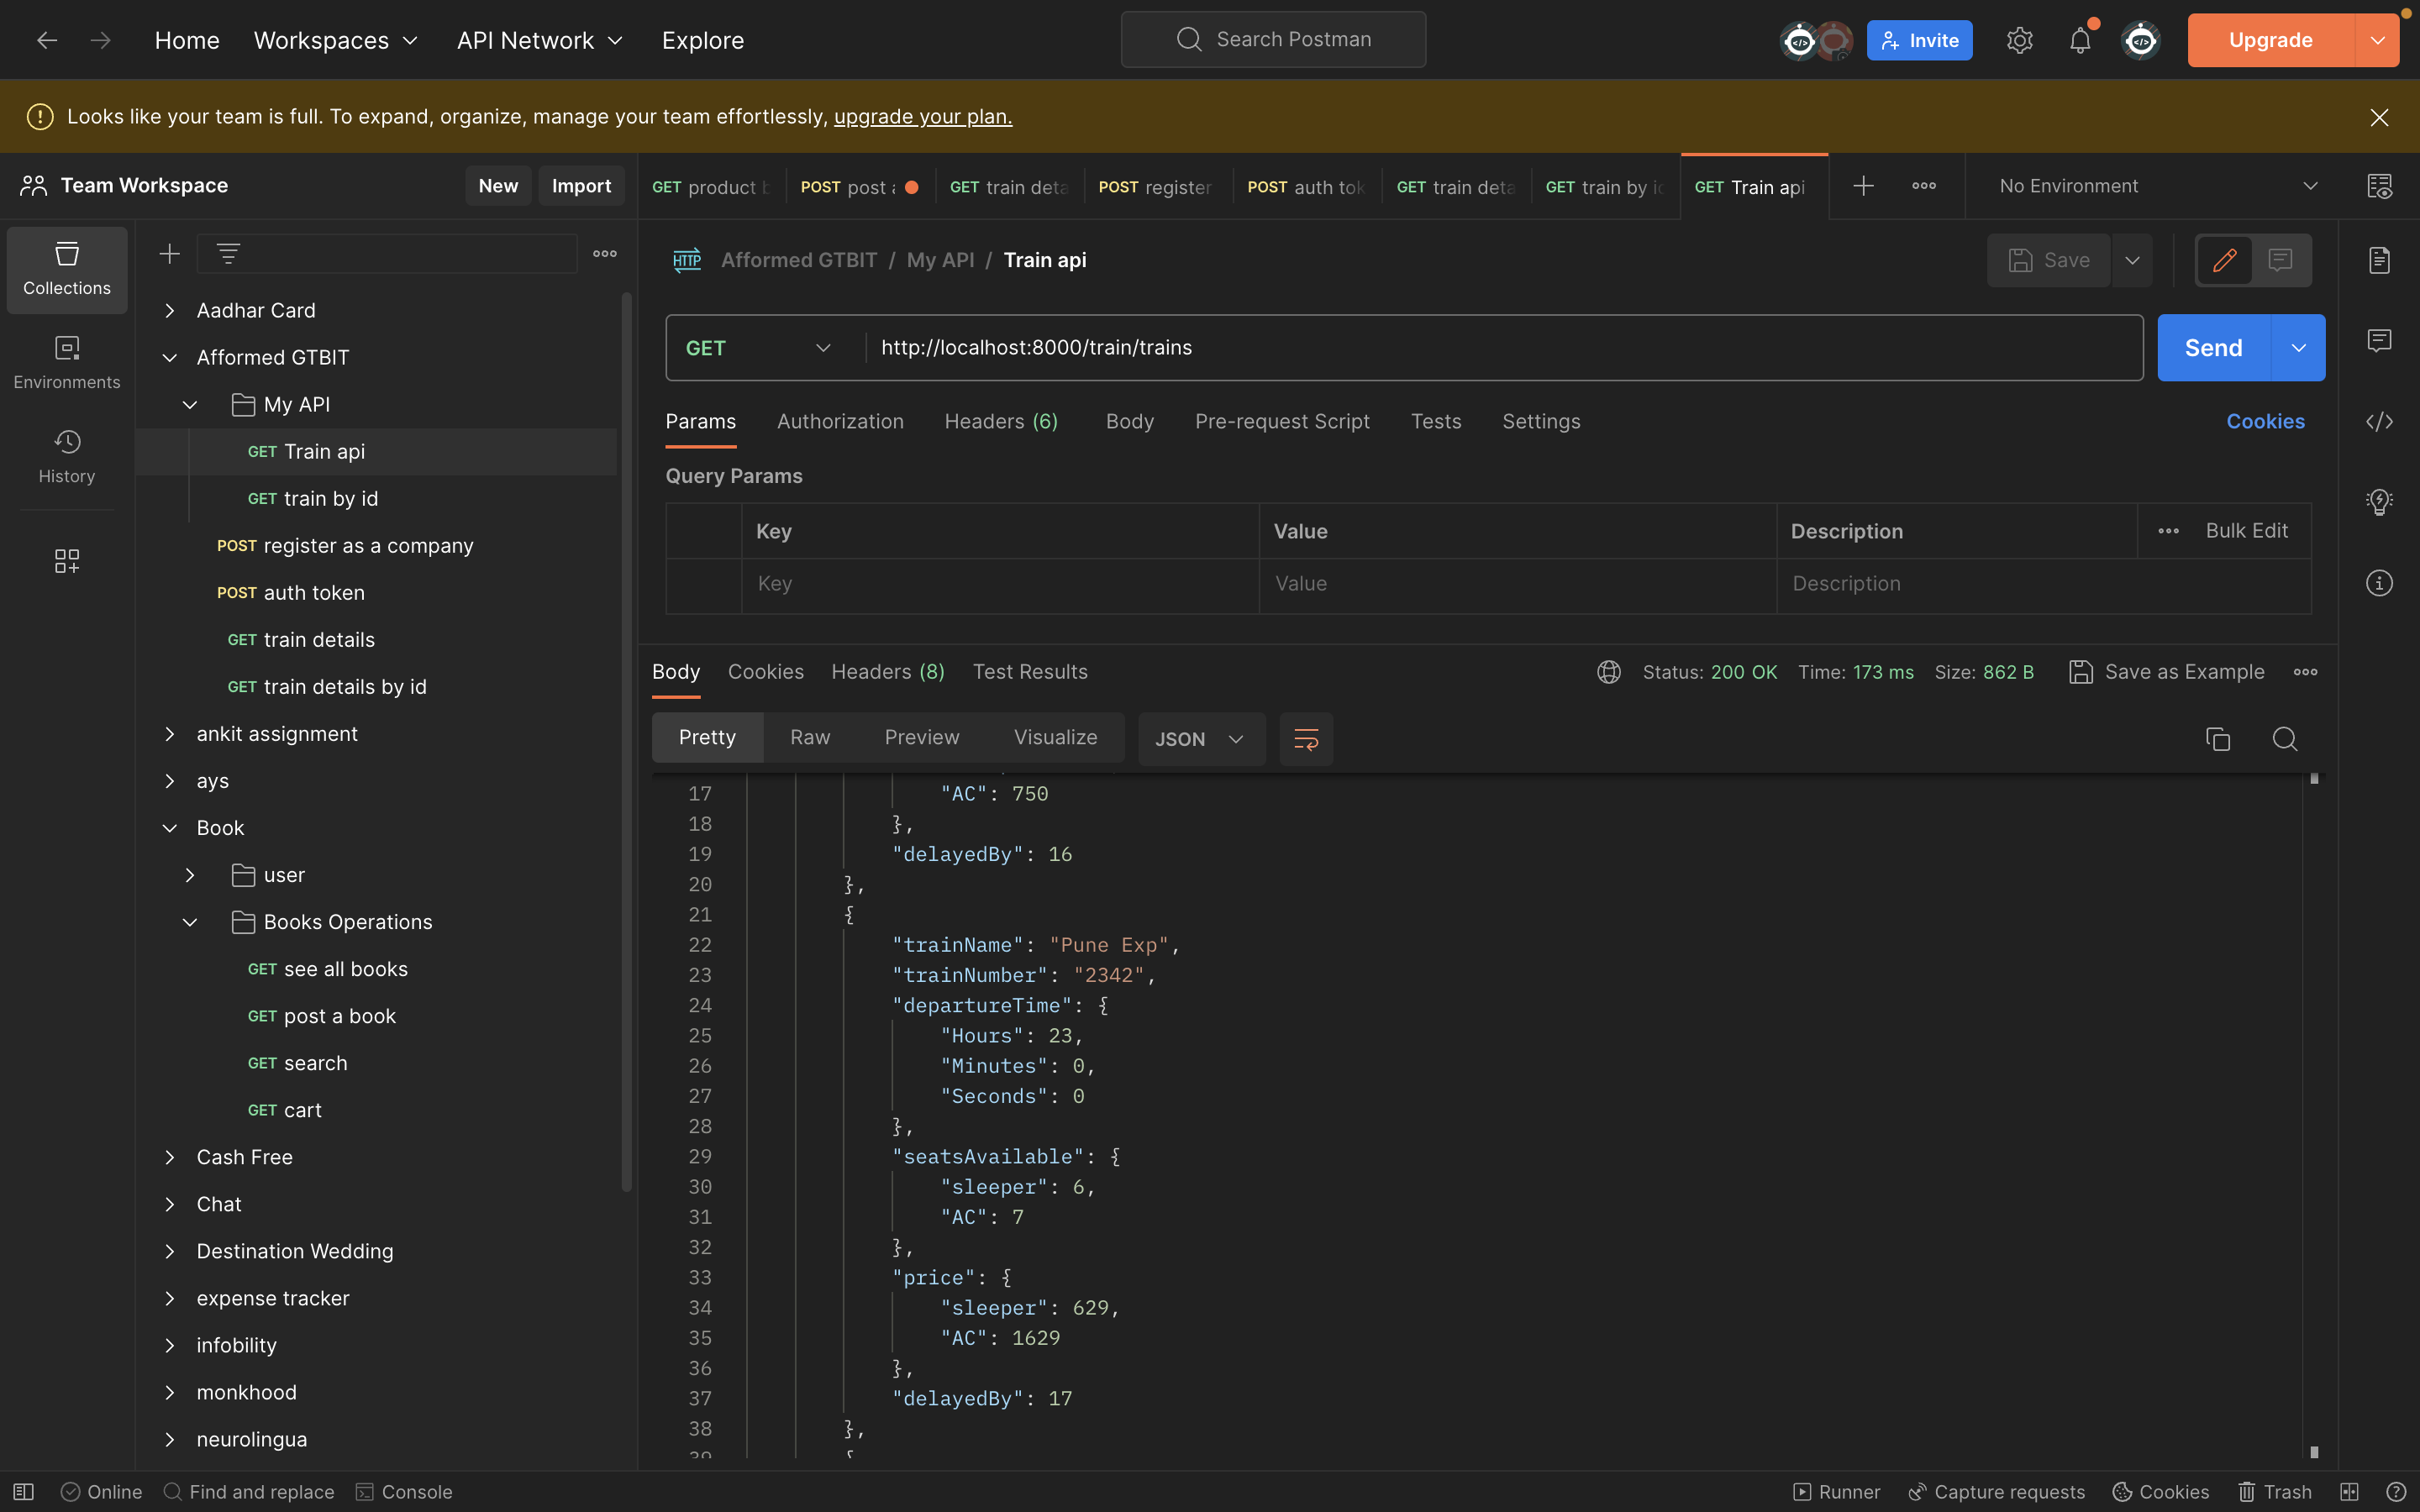 Home Workspaces API Network Explore Search Postman Invite Upgrade
Looks like your team is full. To expand, organize, manage your team effortlessly, upgrade your plan.
Team Workspace New Import
GET product POST post GET train deta POST register POST auth tok GET train deta GET train by GET Train api No Environment
Collections
Environments
History
Aadhar Card
Afformed GTBIT
My API
GET Train api
GET train by id
POST register as a company
POST auth token
GET train details
GET train details by id
ankit assignment
ays
Book
user
Books Operations
GET see all books
GET post a book
GET search
GET cart
Cash Free
Chat
Destination Wedding
expense tracker
infobility
monkhood
neurolingua
HTTP Afformed GTBIT / My API / Train api Save
GET http://localhost:8000/train/trains Send
Params Authorization Headers (6) Body Pre-request Script Tests Settings Cookies
Query Params
Key Value Description Bulk Edit
Key Value Description
Body Cookies Headers (8) Test Results Status: 200 OK Time: 173 ms Size: 862 B Save as Example
Pretty Raw Preview Visualize JSON
17 "AC": 750
18 },
19 "delayedBy": 16
20 },
21 {
22 "trainName": "Pune Exp",
23 "trainNumber": "2342",
24 "departureTime": {
25 "Hours": 23,
26 "Minutes": 0,
27 "Seconds": 0
28 },
29 "seatsAvailable": {
30 "sleeper": 6,
31 "AC": 7
32 },
33 "price": {
34 "sleeper": 629,
35 "AC": 1629
36 },
37 "delayedBy": 17
38 },
39 {
Online Find and replace Console Runner Capture requests Cookies Trash